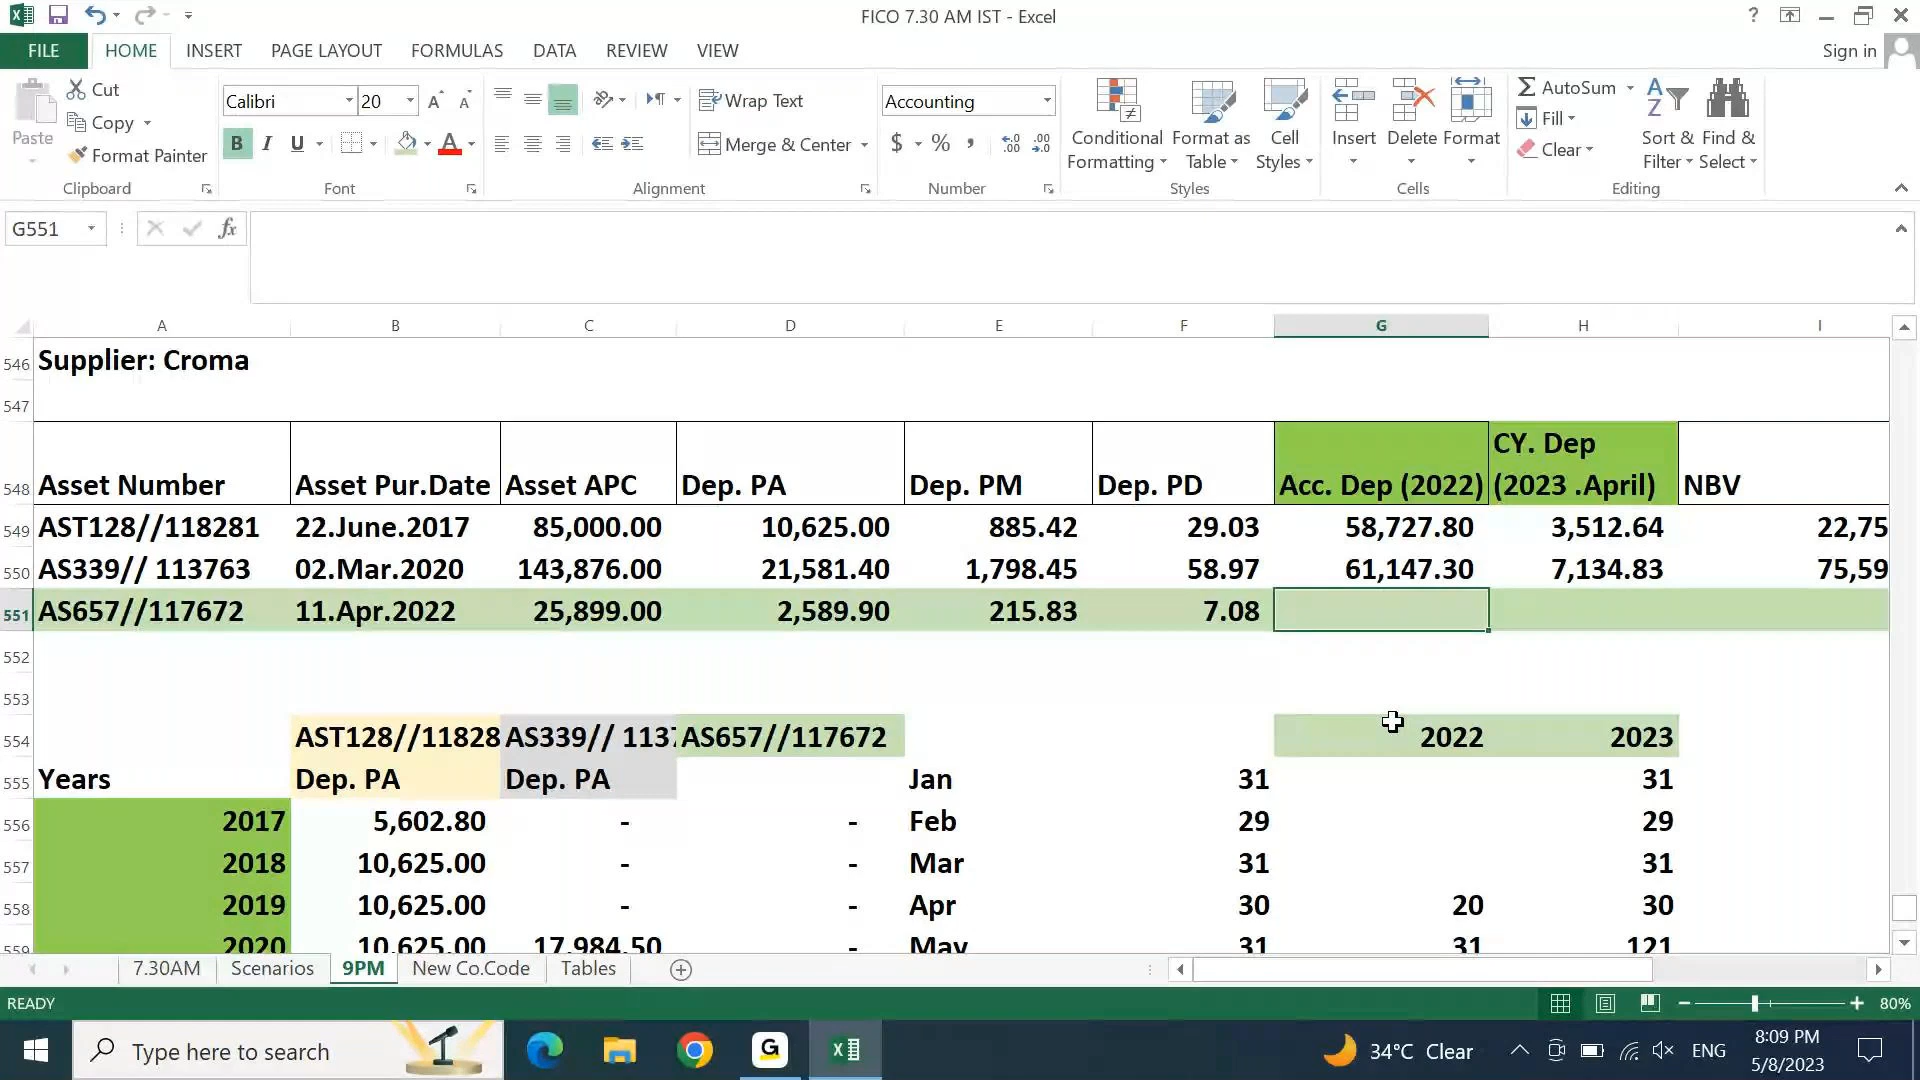 FICO 7.30 AM IST - Excel
?
FILE HOME INSERT PAGE LAYOUT FORMULAS DATA REVIEW VIEW Sign in
Paste Cut Copy Format Painter
Clipboard
Calibri 20 A A
B I U A
Font
Wrap Text
Merge & Center
Alignment
Accounting
$ % , .00 .00
Number
Conditional Formatting Format as Table Cell Styles
Styles
Insert Delete Format
Cells
AutoSum
Fill
Clear
Sort & Filter Find & Select
Editing
G551 fx
A B C D E F G H I
546 Supplier: Croma
547
548 Asset Number Asset Pur.Date Asset APC Dep. PA Dep. PM Dep. PD Acc. Dep (2022) CY. Dep (2023 .April) NBV
549 AST128//118281 22.June.2017 85,000.00 10,625.00 885.42 29.03 58,727.80 3,512.64 22,75
550 AS339// 113763 02.Mar.2020 143,876.00 21,581.40 1,798.45 58.97 61,147.30 7,134.83 75,59
551 AS657//117672 11.Apr.2022 25,899.00 2,589.90 215.83 7.08
552
553
554 AST128//11828 AS339// 1137 AS657//117672 2022 2023
555 Years Dep. PA Dep. PA Jan 31 31
556 2017 5,602.80 - - Feb 29 29
557 2018 10,625.00 - - Mar 31 31
558 2019 10,625.00 - - Apr 30 20 30
559 2020 10,625.00 17,984.50 - May 31 31 121
7.30AM Scenarios 9PM New Co.Code Tables
READY 80%
Type here to search
G
34°C Clear
ENG
8:09 PM
5/8/2023